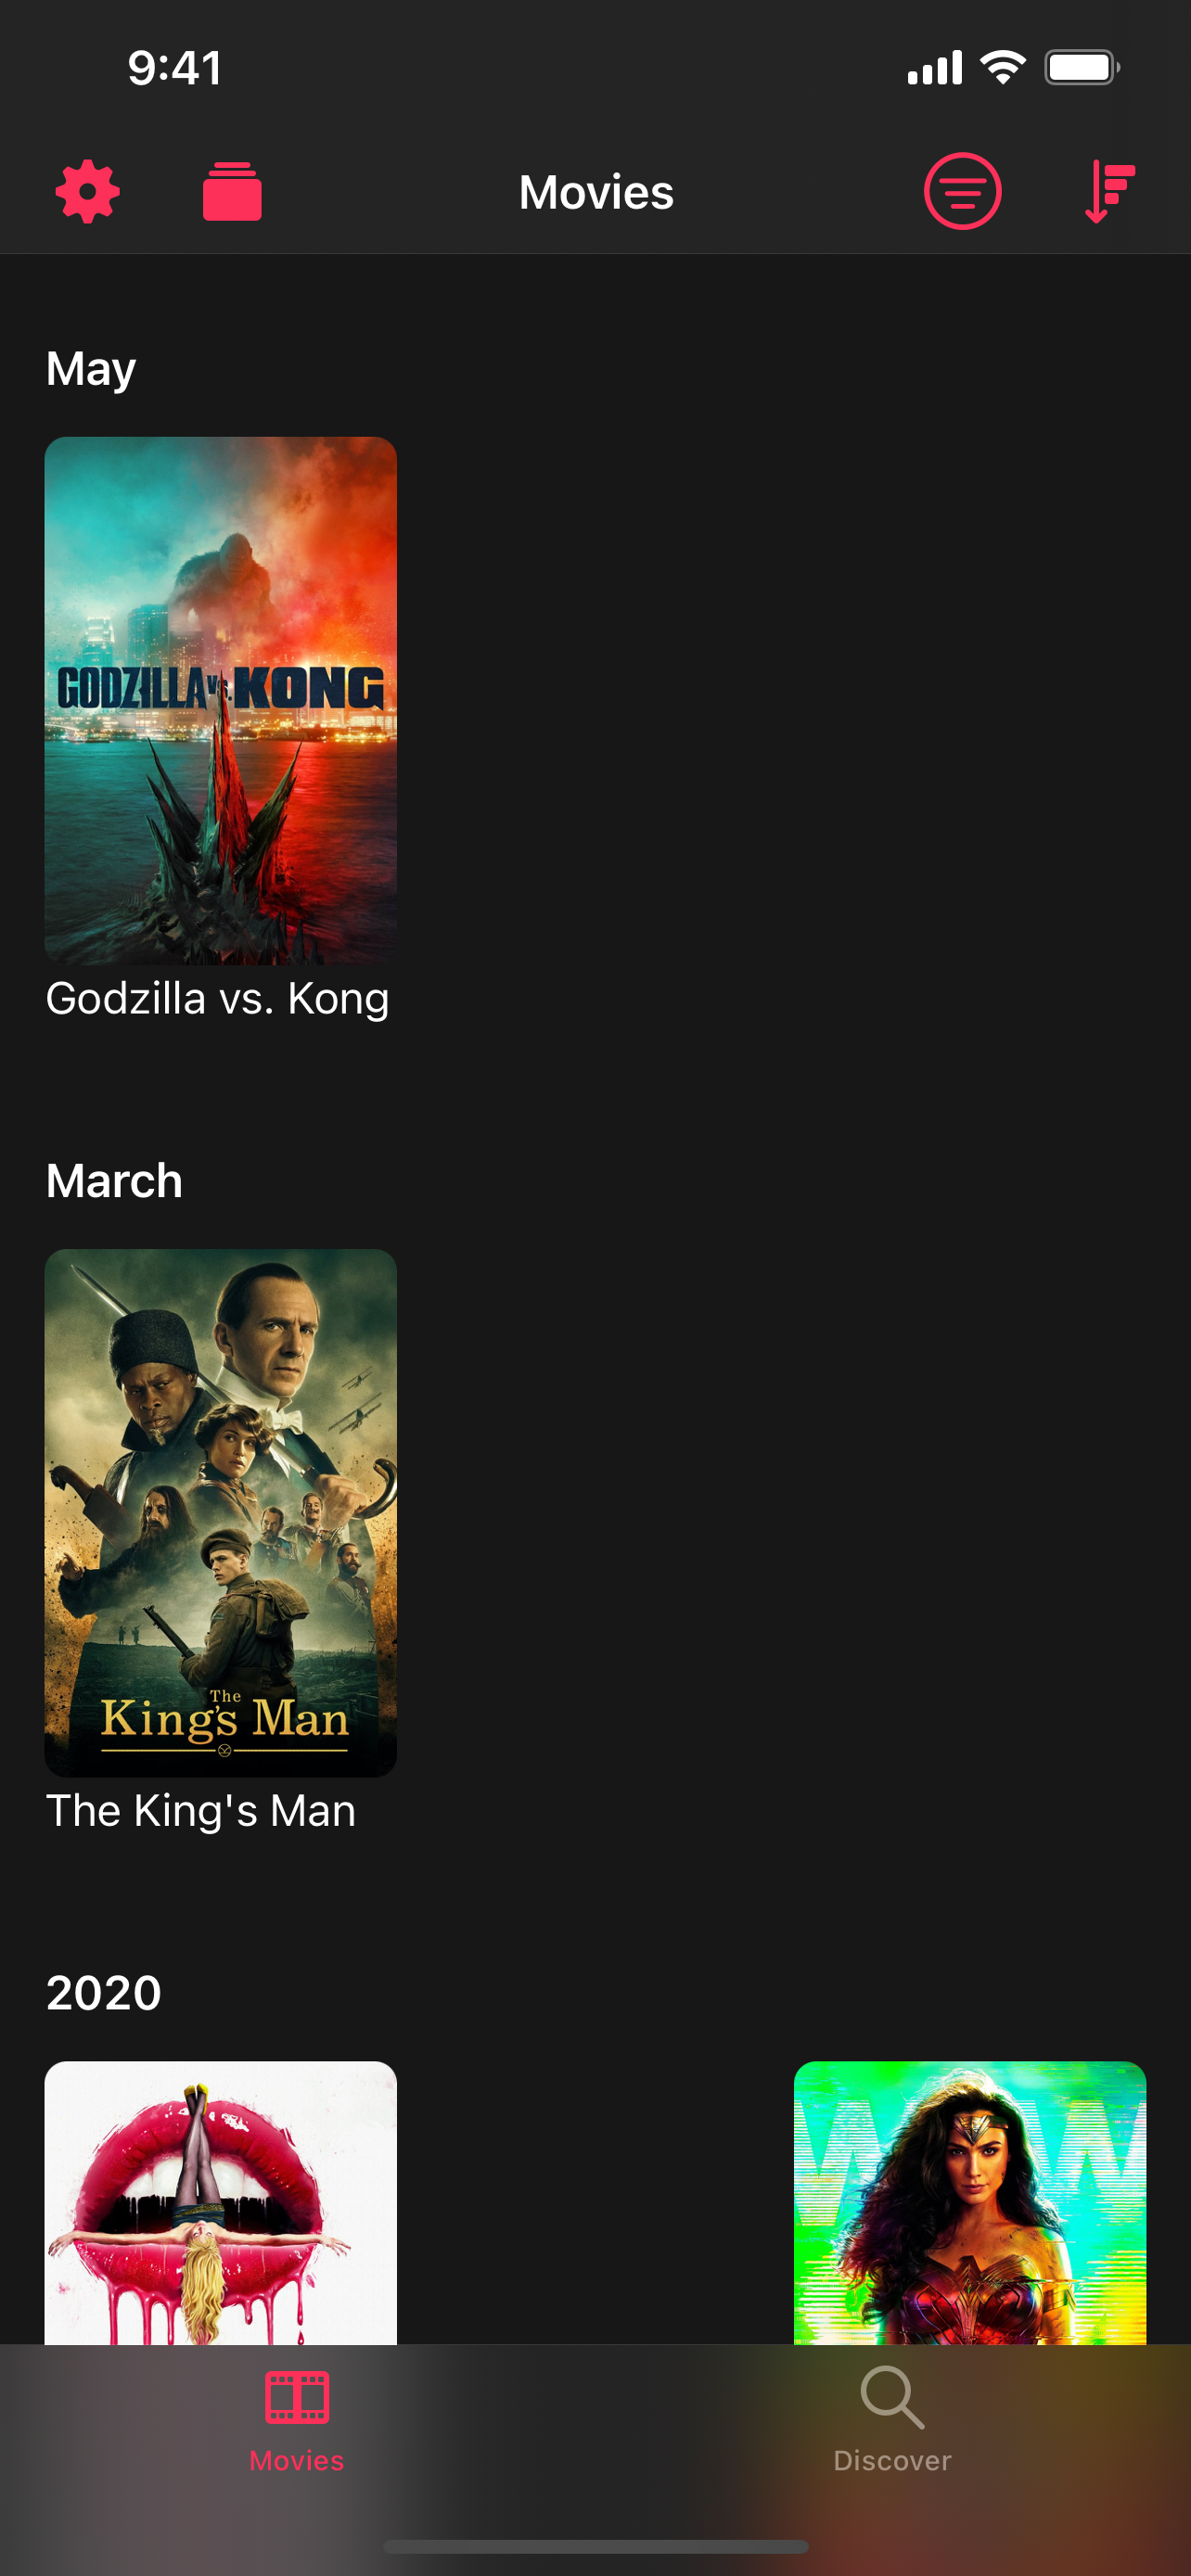 9:41
Movies
May
GODZILLA vs. KONG
Godzilla vs. Kong
March
The
King's Man
The King's Man
2020
WW
Movies
Discover